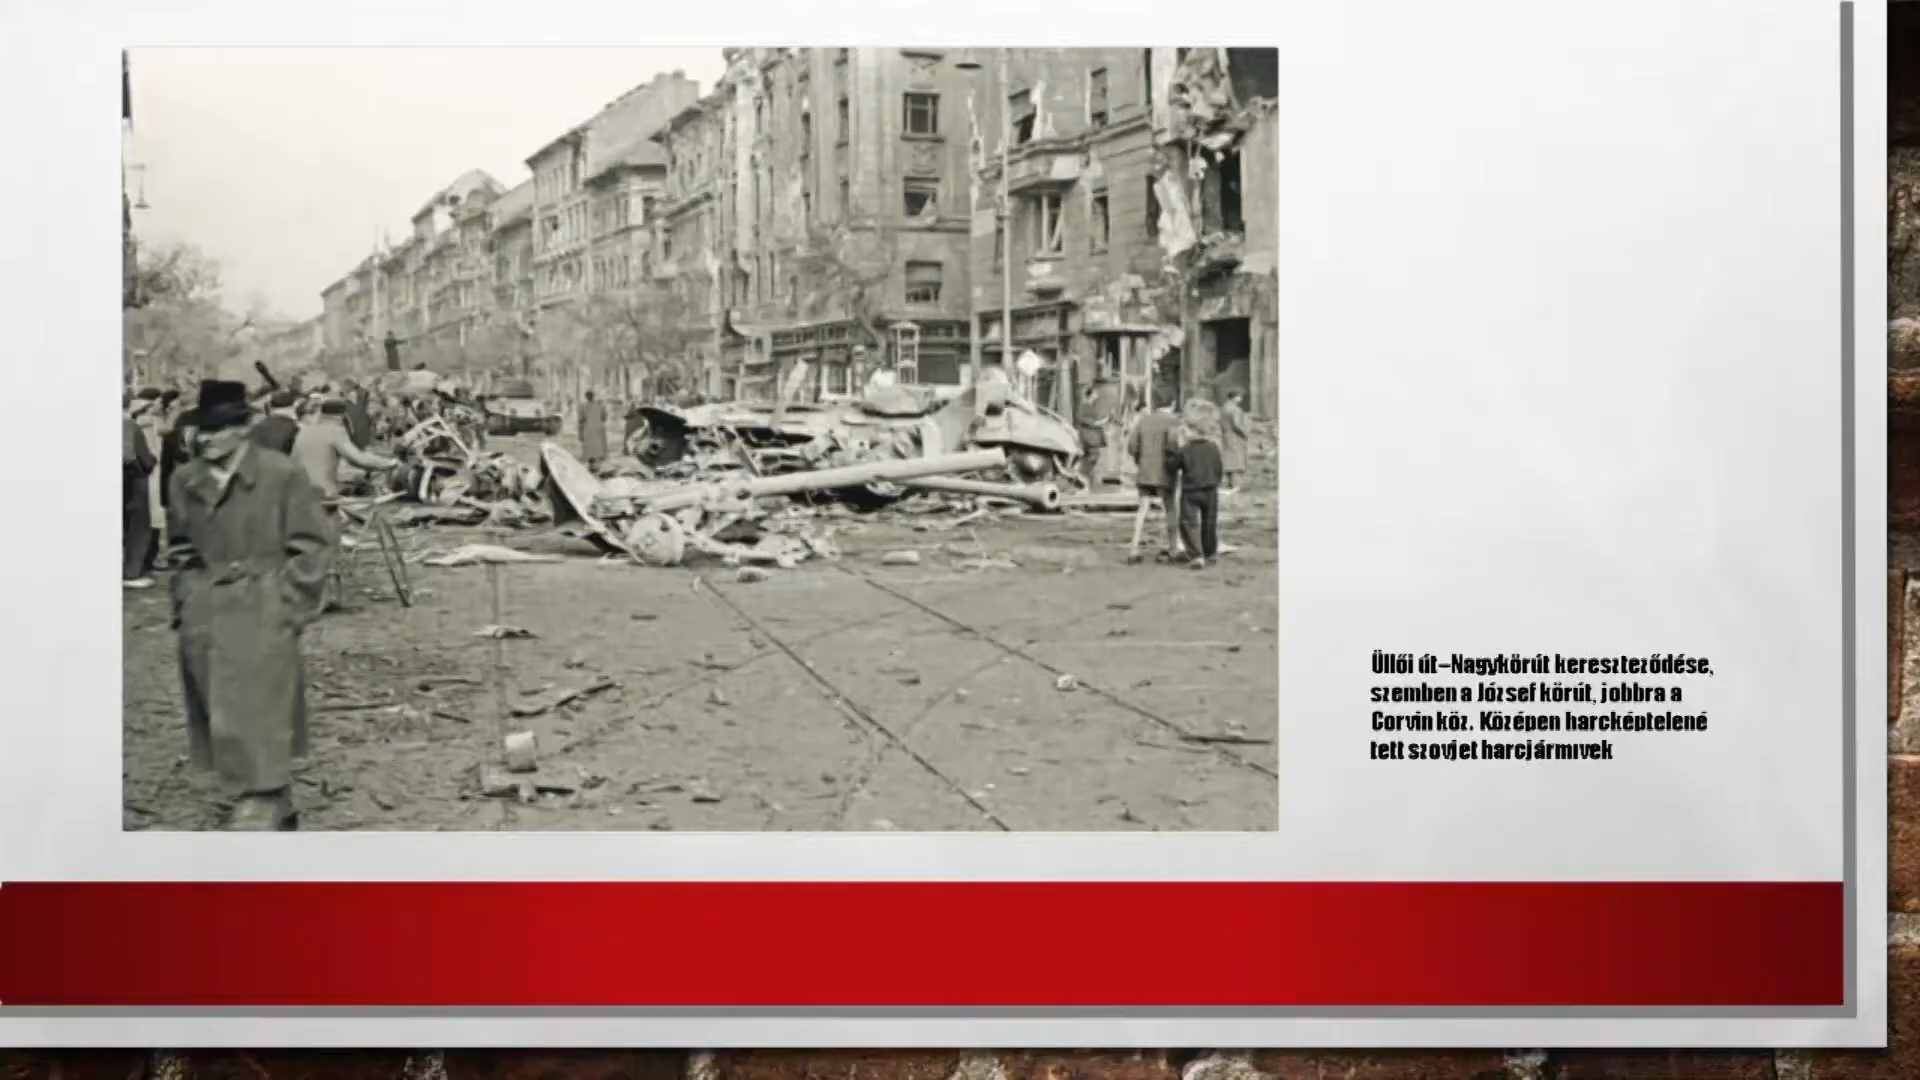 Üllői út–Nagykörút kereszteződése,
szemben a József körút, jobbra a
Corvin köz. Középen harcképtelené
tett szovjet harcjárművek